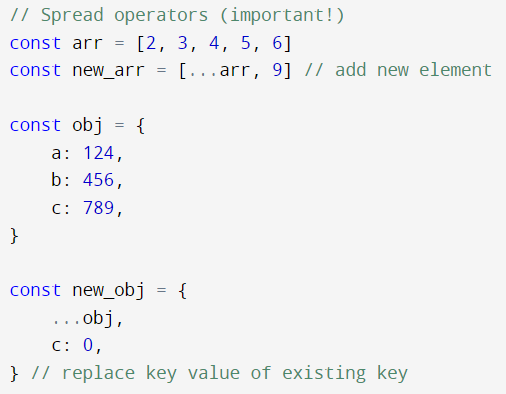 // Spread operators (important!)
const arr = [2, 3, 4, 5, 6]
const new_arr = [...arr, 9] // add new element

const obj = {
    a: 124,
    b: 456,
    c: 789,
}

const new_obj = {
    ...obj,
    c: 0,
} // replace key value of existing key